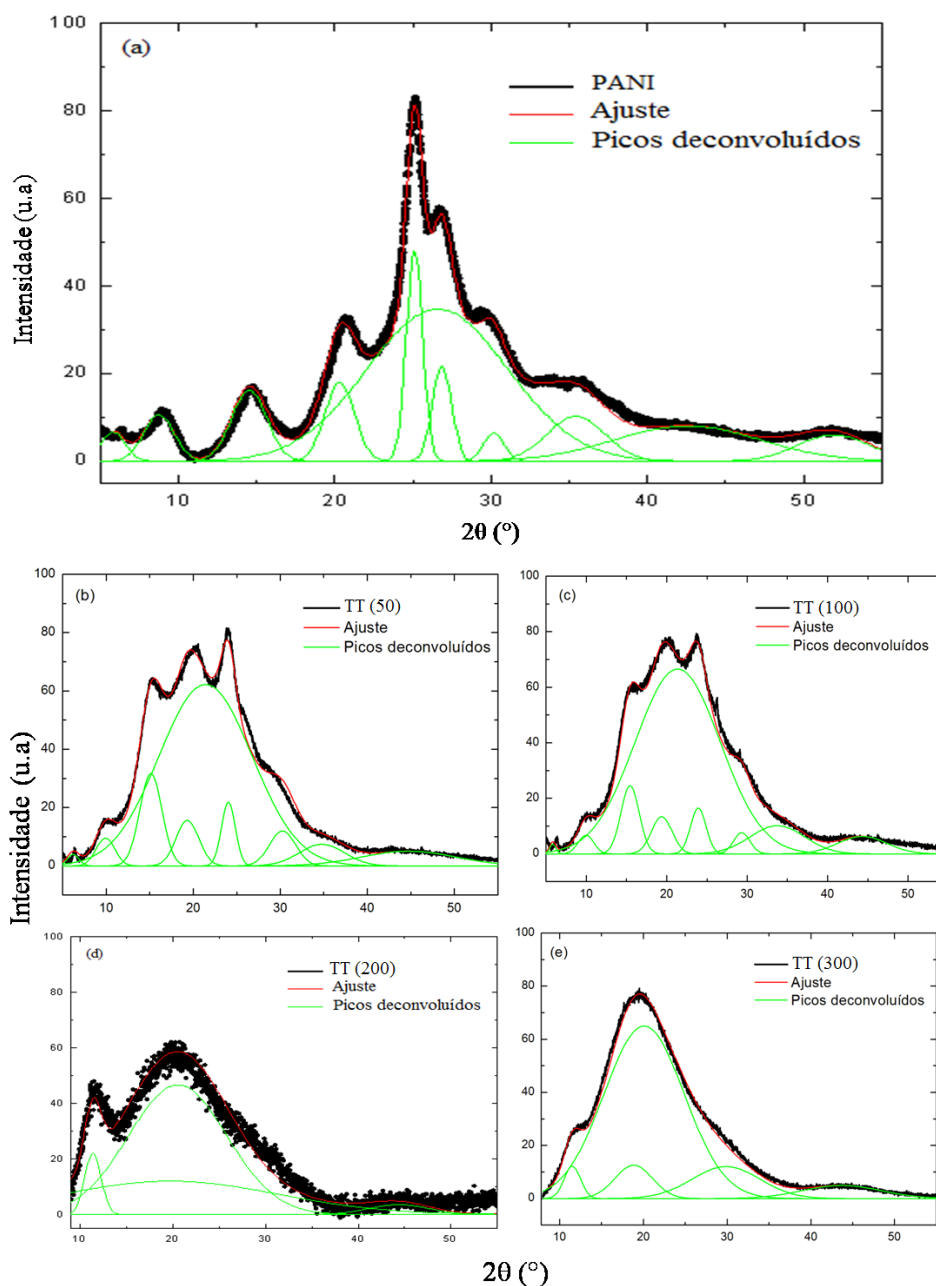 (a)
PANI
Ajuste
Picos deconvoluídos
Intensidade (u.a)
100
80
60
40
20
0
10 20 30 40 50
2θ (°)
(b)
TT (50)
Ajuste
Picos deconvoluídos
100
80
60
40
20
0
10 20 30 40 50
(c)
TT (100)
Ajuste
Picos deconvoluídos
100
80
60
40
20
0
10 20 30 40 50
Intensidade (u.a)
(d)
TT (200)
Ajuste
Picos deconvoluídos
100
80
60
40
20
0
10 20 30 40 50
(e)
TT (300)
Ajuste
Picos deconvoluídos
100
80
60
40
20
0
10 20 30 40 50
2θ (°)